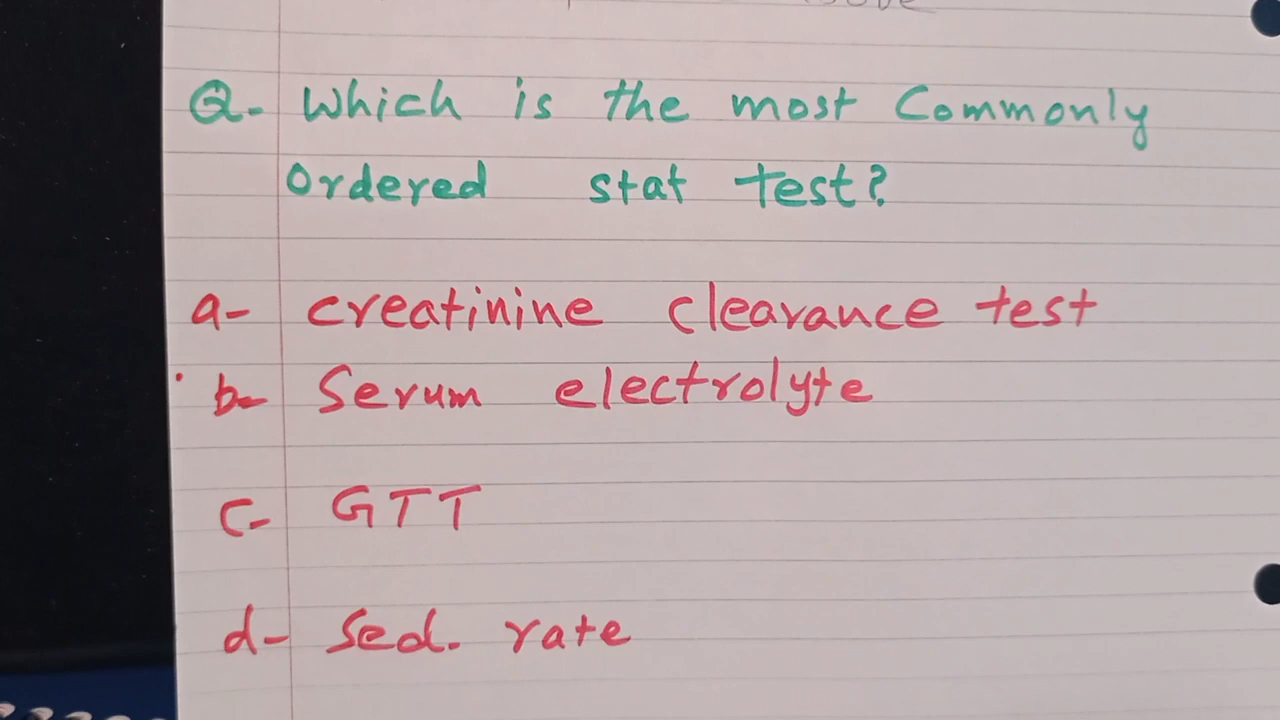 Q- Which is the most Commonly
Ordered stat test?
a- creatinine clearance test
b- Serum electrolyte
c- GTT
d- Sed. rate